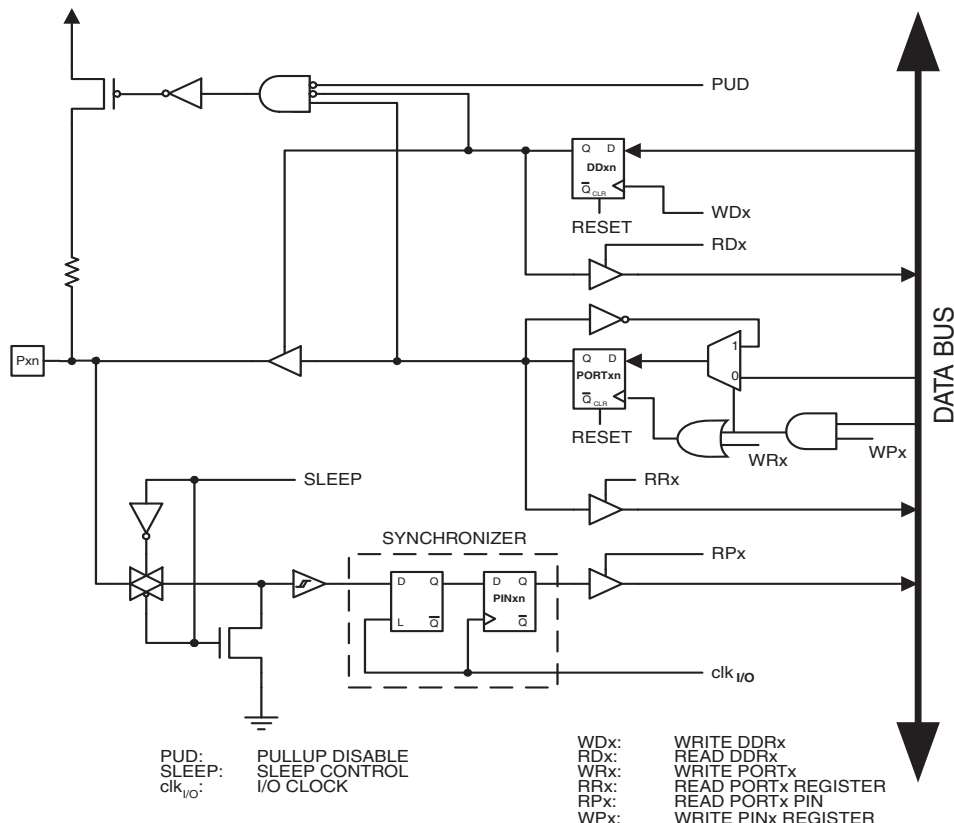 PUD
Q D
DDxn
Q CLR
WDx
RESET
RDx
Pxn
1
Q D
PORTxn
0
Q CLR
RESET
WRx
WPx
DATA BUS
SLEEP
RRx
SYNCHRONIZER
RPx
D Q
D Q
PINxn
L Q
Q
clk I/O
PUD: PULLUP DISABLE
SLEEP: SLEEP CONTROL
clkI/O: I/O CLOCK
WDx: WRITE DDRx
RDx: READ DDRx
WRx: WRITE PORTx
RRx: READ PORTx REGISTER
RPx: READ PORTx PIN
WPx: WRITE PINx REGISTER